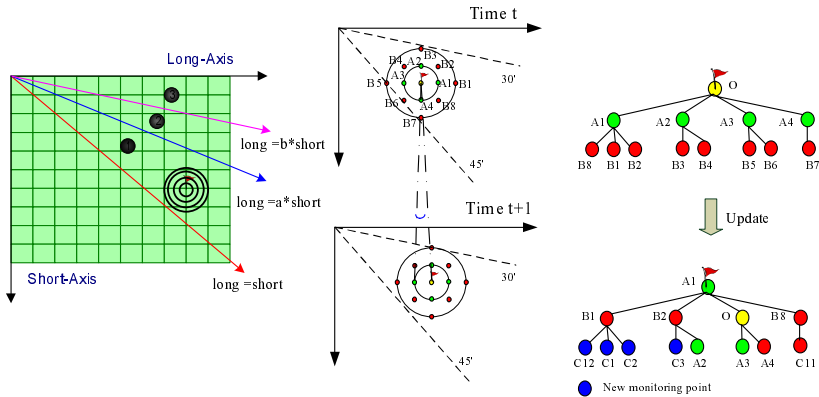 Long-Axis
3
2
1
long =b*short
long =a*short
long =short
Short-Axis
Time t
B3
B4 A2 B2
A3 A1 B1
B5
B6 A4 B8
B7
30'
45'
Time t+1
30'
45'
O
A1 A2 A3 A4
B8 B1 B2 B3 B4 B5 B6 B7
Update
A1
B1 B2 O B8
C12 C1 C2 C3 A2 A3 A4 C11
New monitoring point